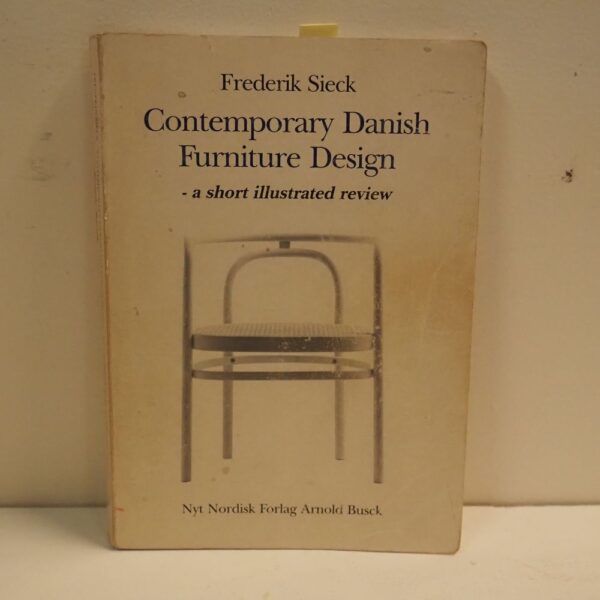 Frederik Sieck
Contemporary Danish
Furniture Design
- a short illustrated review
Nyt Nordisk Forlag Arnold Busck